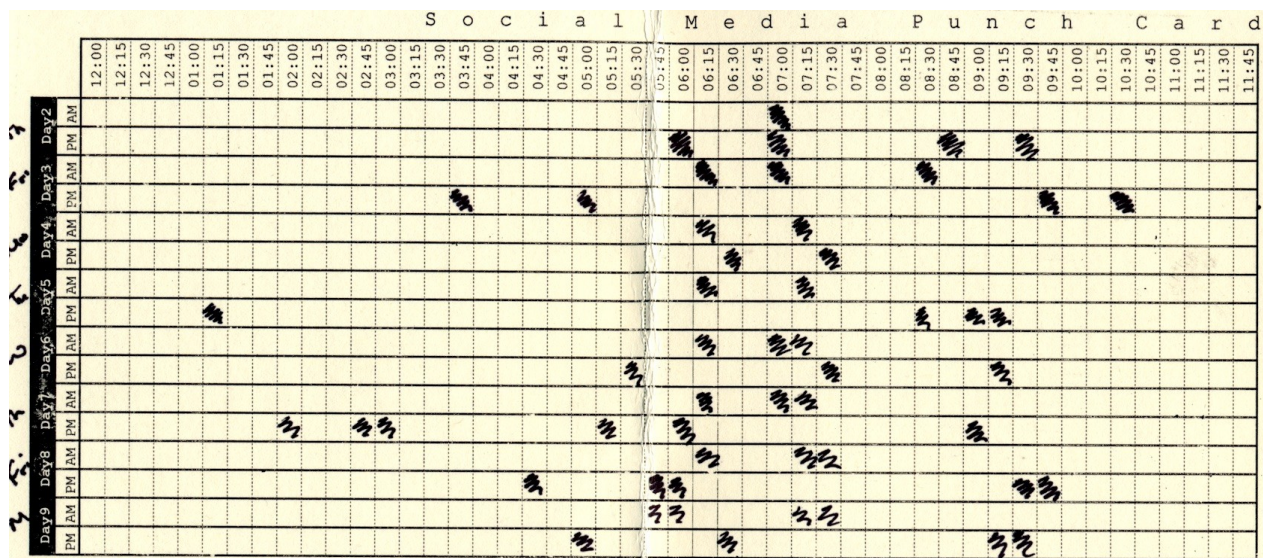 Social Media Punch Card
12:00 12:15 12:30 12:45 01:00 01:15 01:30 01:45 02:00 02:15 02:30 02:45 03:00 03:15 03:30 03:45 04:00 04:15 04:30 04:45 05:00 05:15 05:30 05:45 06:00 06:15 06:30 06:45 07:00 07:15 07:30 07:45 08:00 08:15 08:30 08:45 09:00 09:15 09:30 09:45 10:00 10:15 10:30 10:45 11:00 11:15 11:30 11:45
Day2 AM
PM
Day3 AM
PM
Day4 AM
PM
Day5 AM
PM
Day6 AM
PM
Day7 AM
PM
Day8 AM
PM
Day9 AM
PM